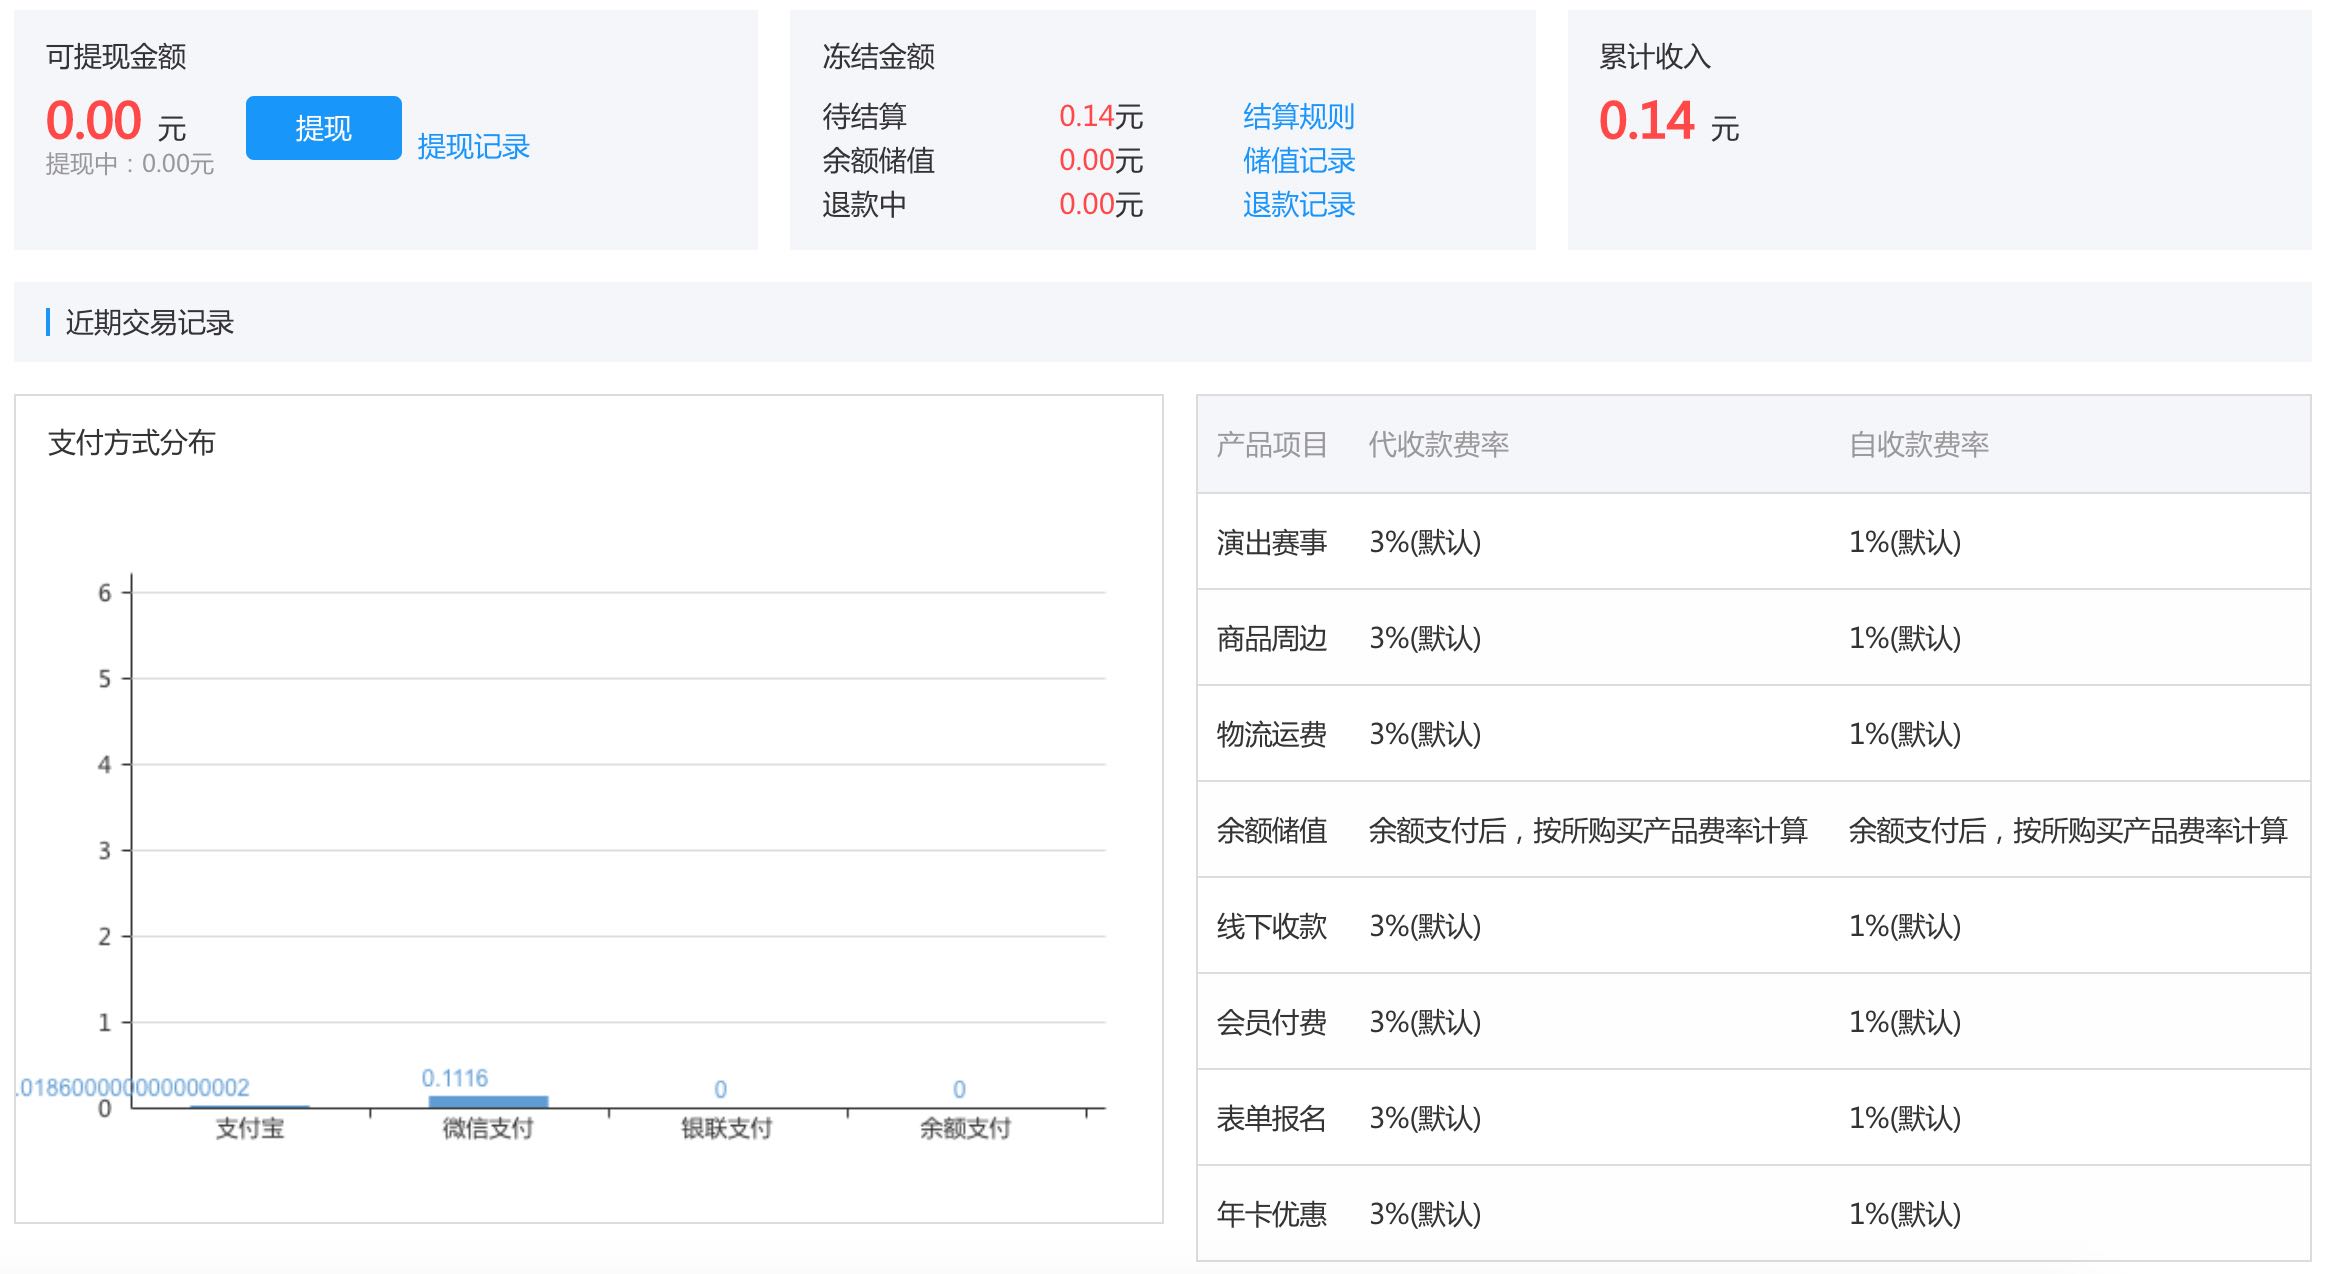 可提现金额
0.00 元
提现
提现记录
提现中：0.00元
冻结金额
待结算 0.14元 结算规则
余额储值 0.00元 储值记录
退款中 0.00元 退款记录
累计收入
0.14 元
近期交易记录
支付方式分布
6
5
4
3
2
1
0
.018600000000000002
0.1116
0
0
支付宝 微信支付 银联支付 余额支付
产品项目 代收款费率 自收款费率
演出赛事 3%(默认) 1%(默认)
商品周边 3%(默认) 1%(默认)
物流运费 3%(默认) 1%(默认)
余额储值 余额支付后，按所购买产品费率计算 余额支付后，按所购买产品费率计算
线下收款 3%(默认) 1%(默认)
会员付费 3%(默认) 1%(默认)
表单报名 3%(默认) 1%(默认)
年卡优惠 3%(默认) 1%(默认)